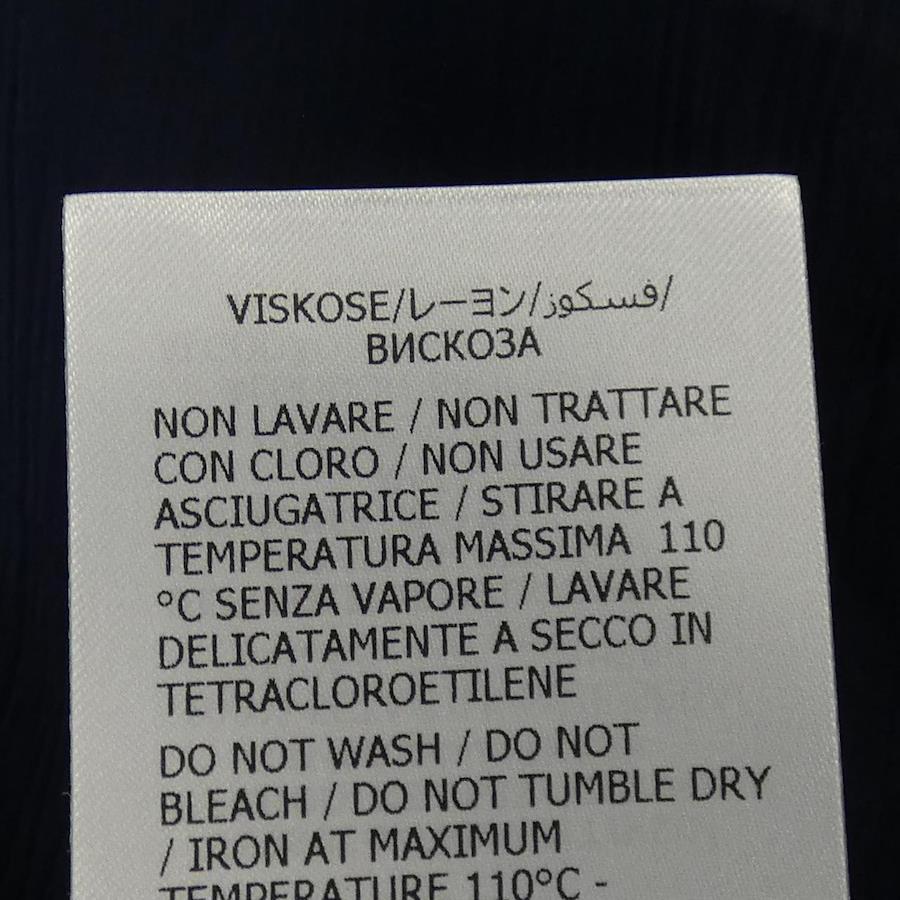 VISKOSE/レーヨン/فسكوز/
ВИСКОЗА
NON LAVARE / NON TRATTARE
CON CLORO / NON USARE
ASCIUGATRICE / STIRARE A
TEMPERATURA MASSIMA 110
°C SENZA VAPORE / LAVARE
DELICATAMENTE A SECCO IN
TETRACLOROETILENE
DO NOT WASH / DO NOT
BLEACH / DO NOT TUMBLE DRY
/ IRON AT MAXIMUM
TEMPERATURE 110°C -